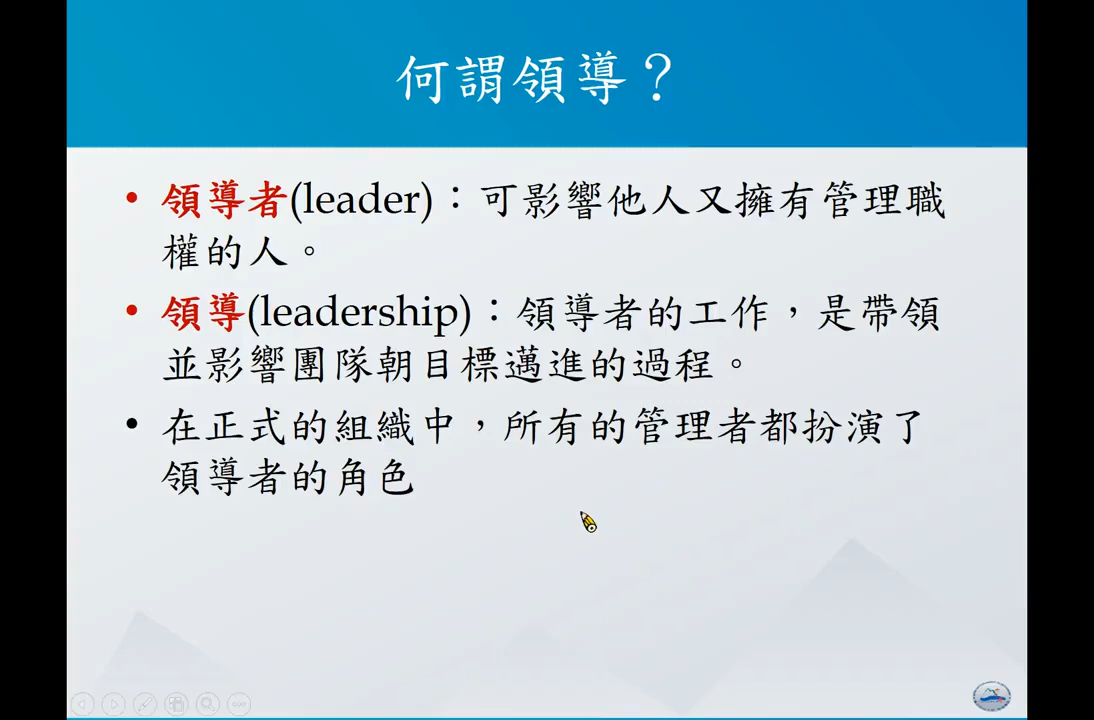 何謂領導？
• 領導者(leader)：可影響他人又擁有管理職
權的人。
• 領導(leadership)：領導者的工作，是帶領
並影響團隊朝目標邁進的過程。
• 在正式的組織中，所有的管理者都扮演了
領導者的角色